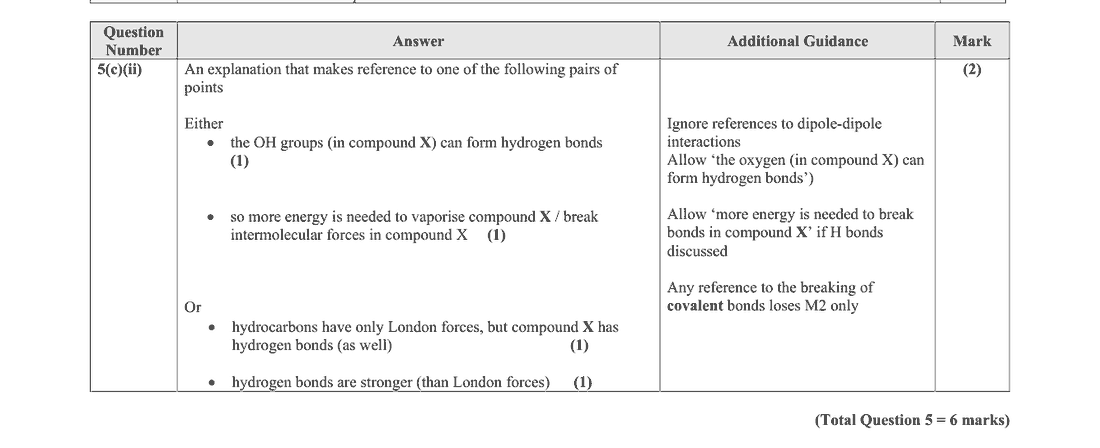 Question
Number
Answer
Additional Guidance
Mark
5(c)(ii)
An explanation that makes reference to one of the following pairs of
points
(2)
Either
• the OH groups (in compound X) can form hydrogen bonds
(1)
Ignore references to dipole-dipole
interactions
Allow ‘the oxygen (in compound X) can
form hydrogen bonds’)
• so more energy is needed to vaporise compound X / break
intermolecular forces in compound X (1)
Allow ‘more energy is needed to break
bonds in compound X’ if H bonds
discussed
Any reference to the breaking of
covalent bonds loses M2 only
Or
• hydrocarbons have only London forces, but compound X has
hydrogen bonds (as well) (1)
• hydrogen bonds are stronger (than London forces) (1)
(Total Question 5 = 6 marks)